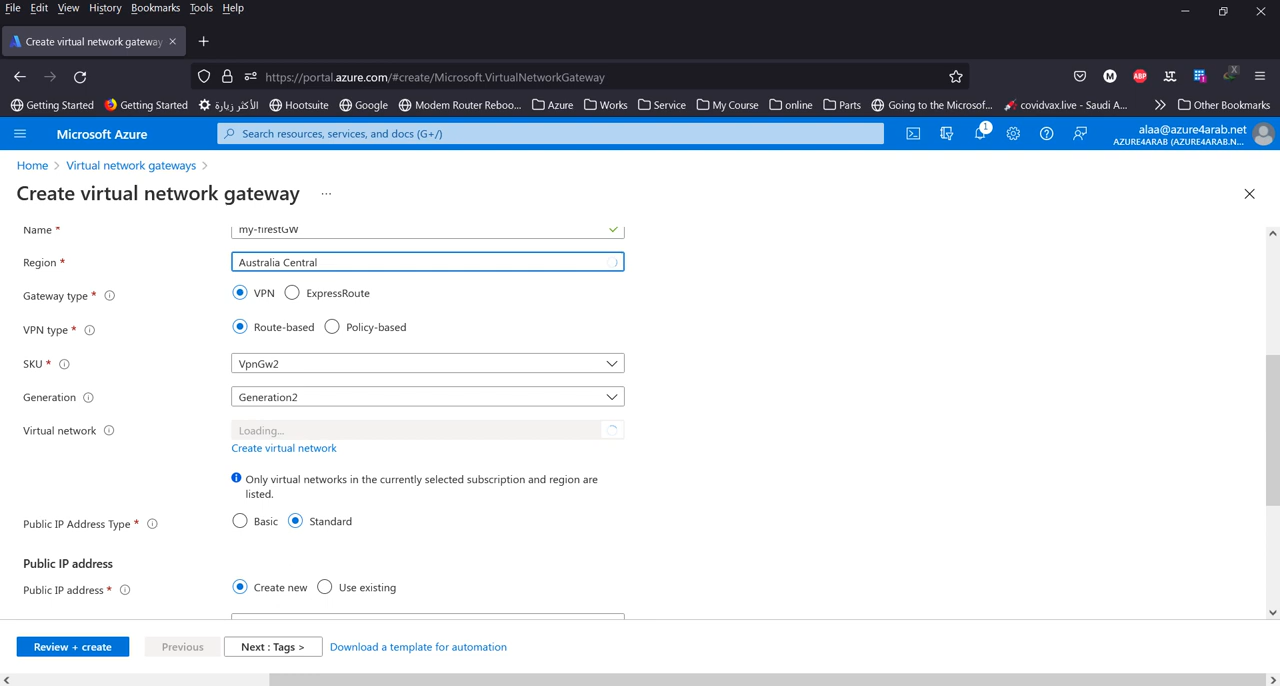 File Edit View History Bookmarks Tools Help
Create virtual network gateway
https://portal.azure.com/#create/Microsoft.VirtualNetworkGateway
Getting Started Getting Started الأكثر زيارة Hootsuite Google Modem Router Reboo... Azure Works Service My Course online Parts Going to the Microsof... covidvax.live - Saudi A... Other Bookmarks
Microsoft Azure Search resources, services, and docs (G+/) 1 alaa@azure4arab.net
AZURE4ARAB (AZURE4ARAB.N...
Home > Virtual network gateways >
Create virtual network gateway ...
Name * my-firestGW
Region * Australia Central
Gateway type * VPN ExpressRoute
VPN type * Route-based Policy-based
SKU * VpnGw2
Generation Generation2
Virtual network Loading...
Create virtual network
Only virtual networks in the currently selected subscription and region are
listed.
Public IP Address Type * Basic Standard
Public IP address
Public IP address * Create new Use existing
Review + create Previous Next : Tags > Download a template for automation